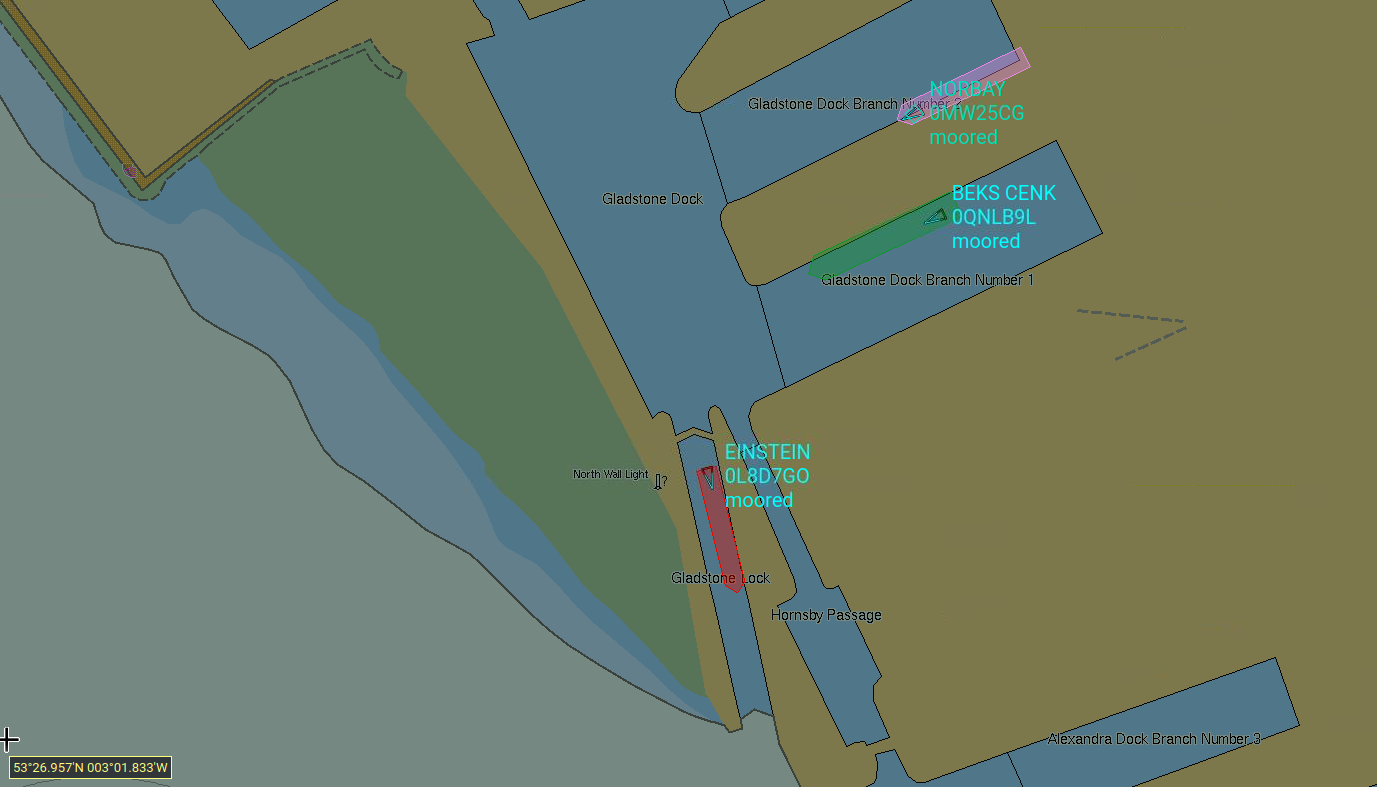 NORBAY
0MW25CG
moored
Gladstone Dock Branch Number 2
Gladstone Dock
BEKS CENK
0QNLB9L
moored
Gladstone Dock Branch Number 1
EINSTEIN
0L8D7GO
moored
North Wall Light
?
Gladstone Lock
Hornsby Passage
Alexandra Dock Branch Number 3
53°26.957'N 003°01.833'W